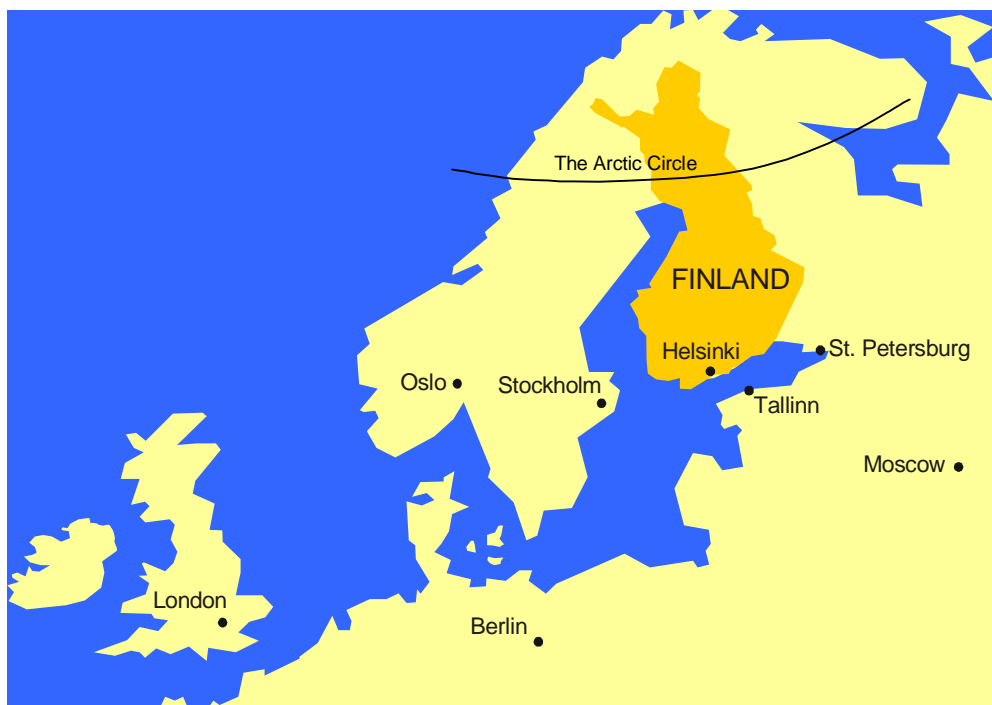 The Arctic Circle
FINLAND
Helsinki
St. Petersburg
Oslo
Stockholm
Tallinn
Moscow
London
Berlin